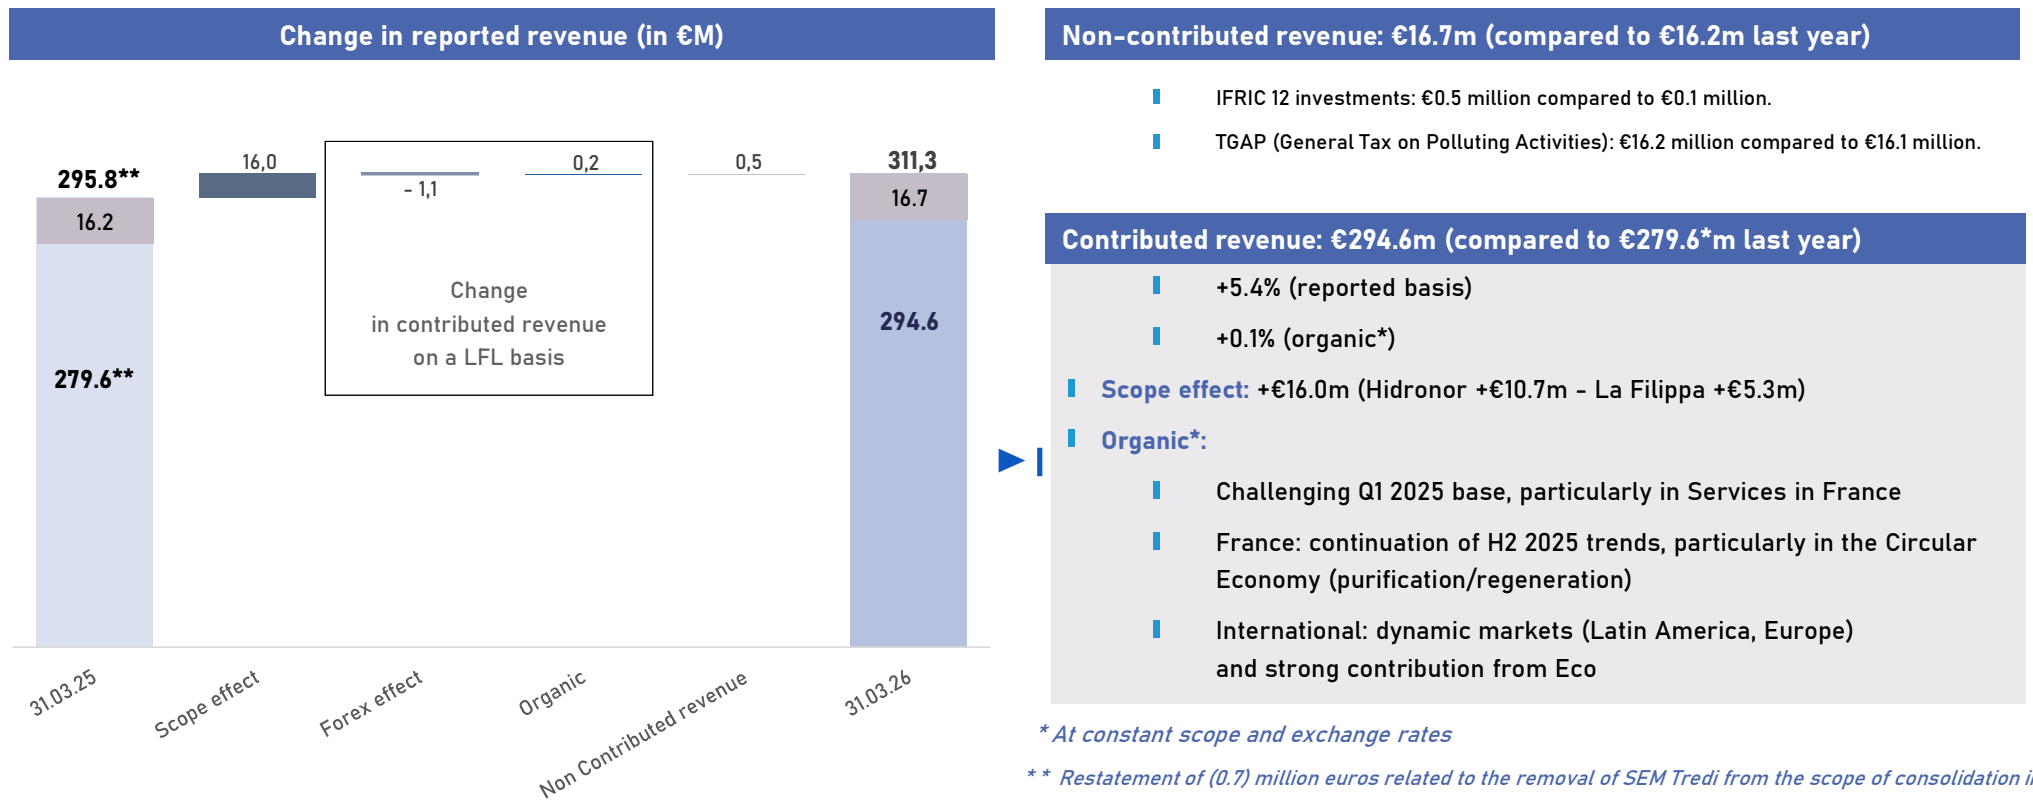 Change in reported revenue (in €M)
295.8**
16.2
279.6**
16,0
- 1,1
0,2
0,5
311,3
16.7
294.6
Change
in contributed revenue
on a LFL basis
31.03.25
Scope effect
Forex effect
Organic
Non Contributed revenue
31.03.26
Non-contributed revenue: €16.7m (compared to €16.2m last year)
IFRIC 12 investments: €0.5 million compared to €0.1 million.
TGAP (General Tax on Polluting Activities): €16.2 million compared to €16.1 million.
Contributed revenue: €294.6m (compared to €279.6*m last year)
+5.4% (reported basis)
+0.1% (organic*)
Scope effect: +€16.0m (Hidronor +€10.7m - La Filippa +€5.3m)
Organic*:
Challenging Q1 2025 base, particularly in Services in France
France: continuation of H2 2025 trends, particularly in the Circular
Economy (purification/regeneration)
International: dynamic markets (Latin America, Europe)
and strong contribution from Eco
* At constant scope and exchange rates
** Restatement of (0.7) million euros related to the removal of SEM Tredi from the scope of consolidation